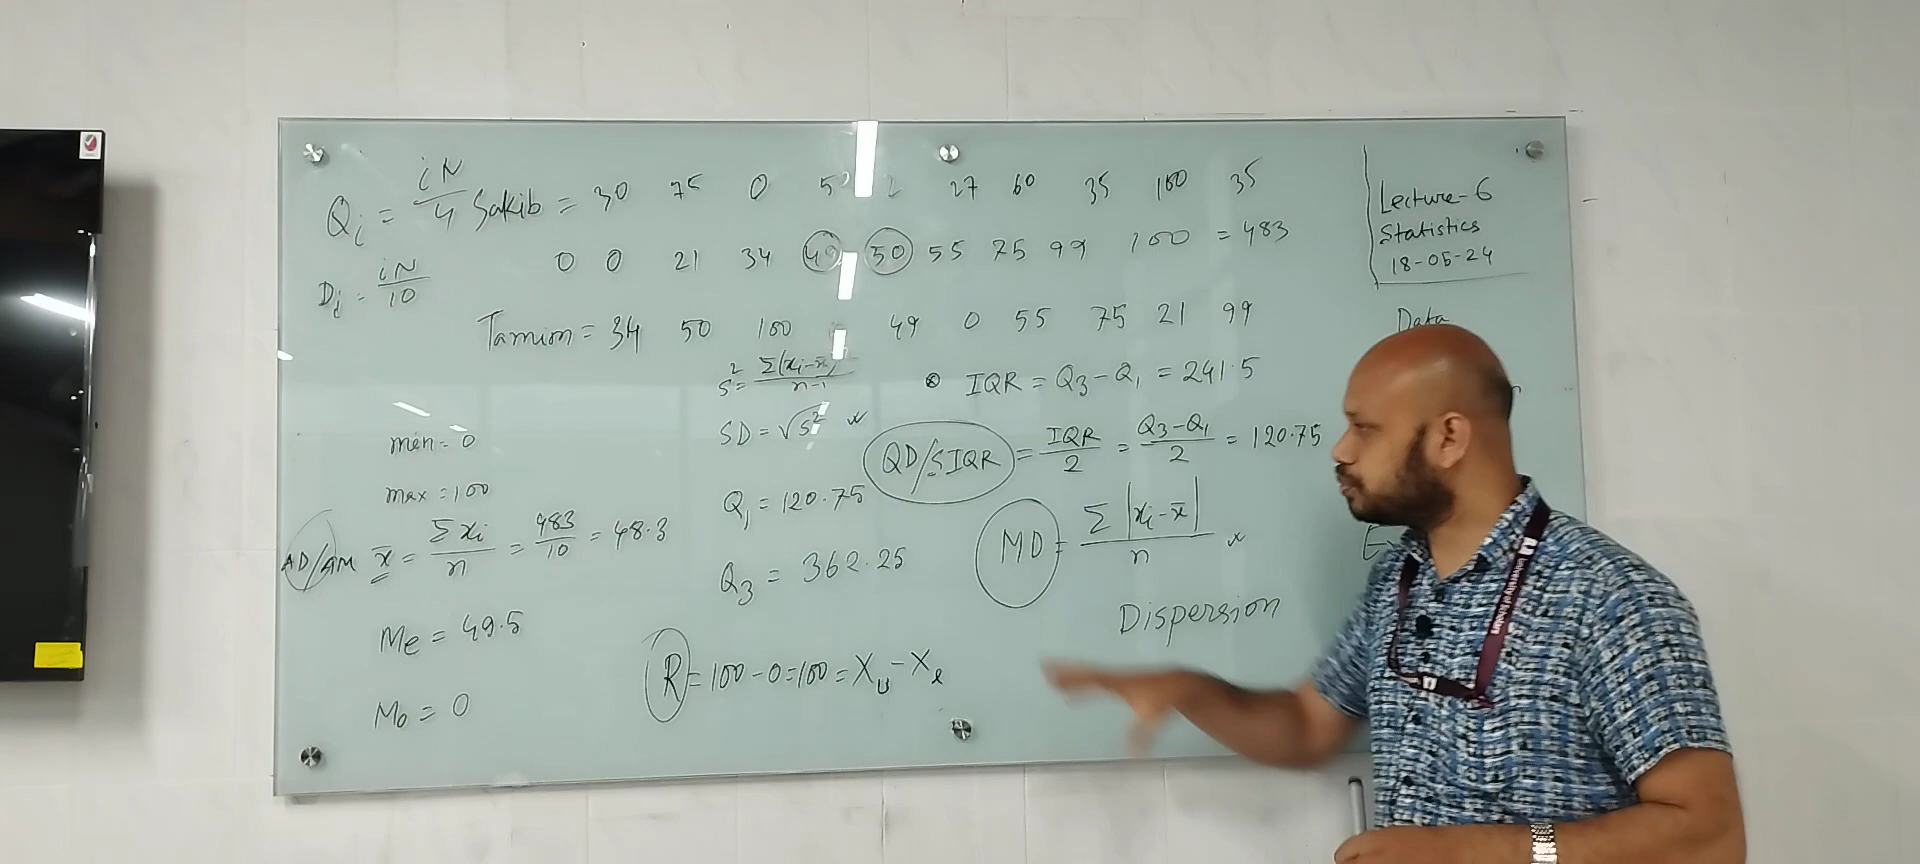 Qi = iN/4
Sakib = 30 75 0 5 2 27 60 35 100 35
0 0 21 34 49 50 55 75 99 100 = 483
Di = iN/10
Tamim = 34 50 100 49 0 55 75 21 99
S² = Σ(xi - x̄)/n-1
⊗ IQR = Q3 - Q1 = 241.5
SD = √S²
QD/SIQR = IQR/2 = Q3-Q1/2 = 120.75
min = 0
max = 100
AD/AM x̄ = Σxi/n = 483/10 = 48.3
Me = 49.5
Mo = 0
Q1 = 120.75
Q3 = 362.25
MD = Σ|xi - x̄|/n
Dispersion
R = 100 - 0 = 100 = Xu - Xl
Lecture-6
Statistics
18-05-24
Data
University of Scholars